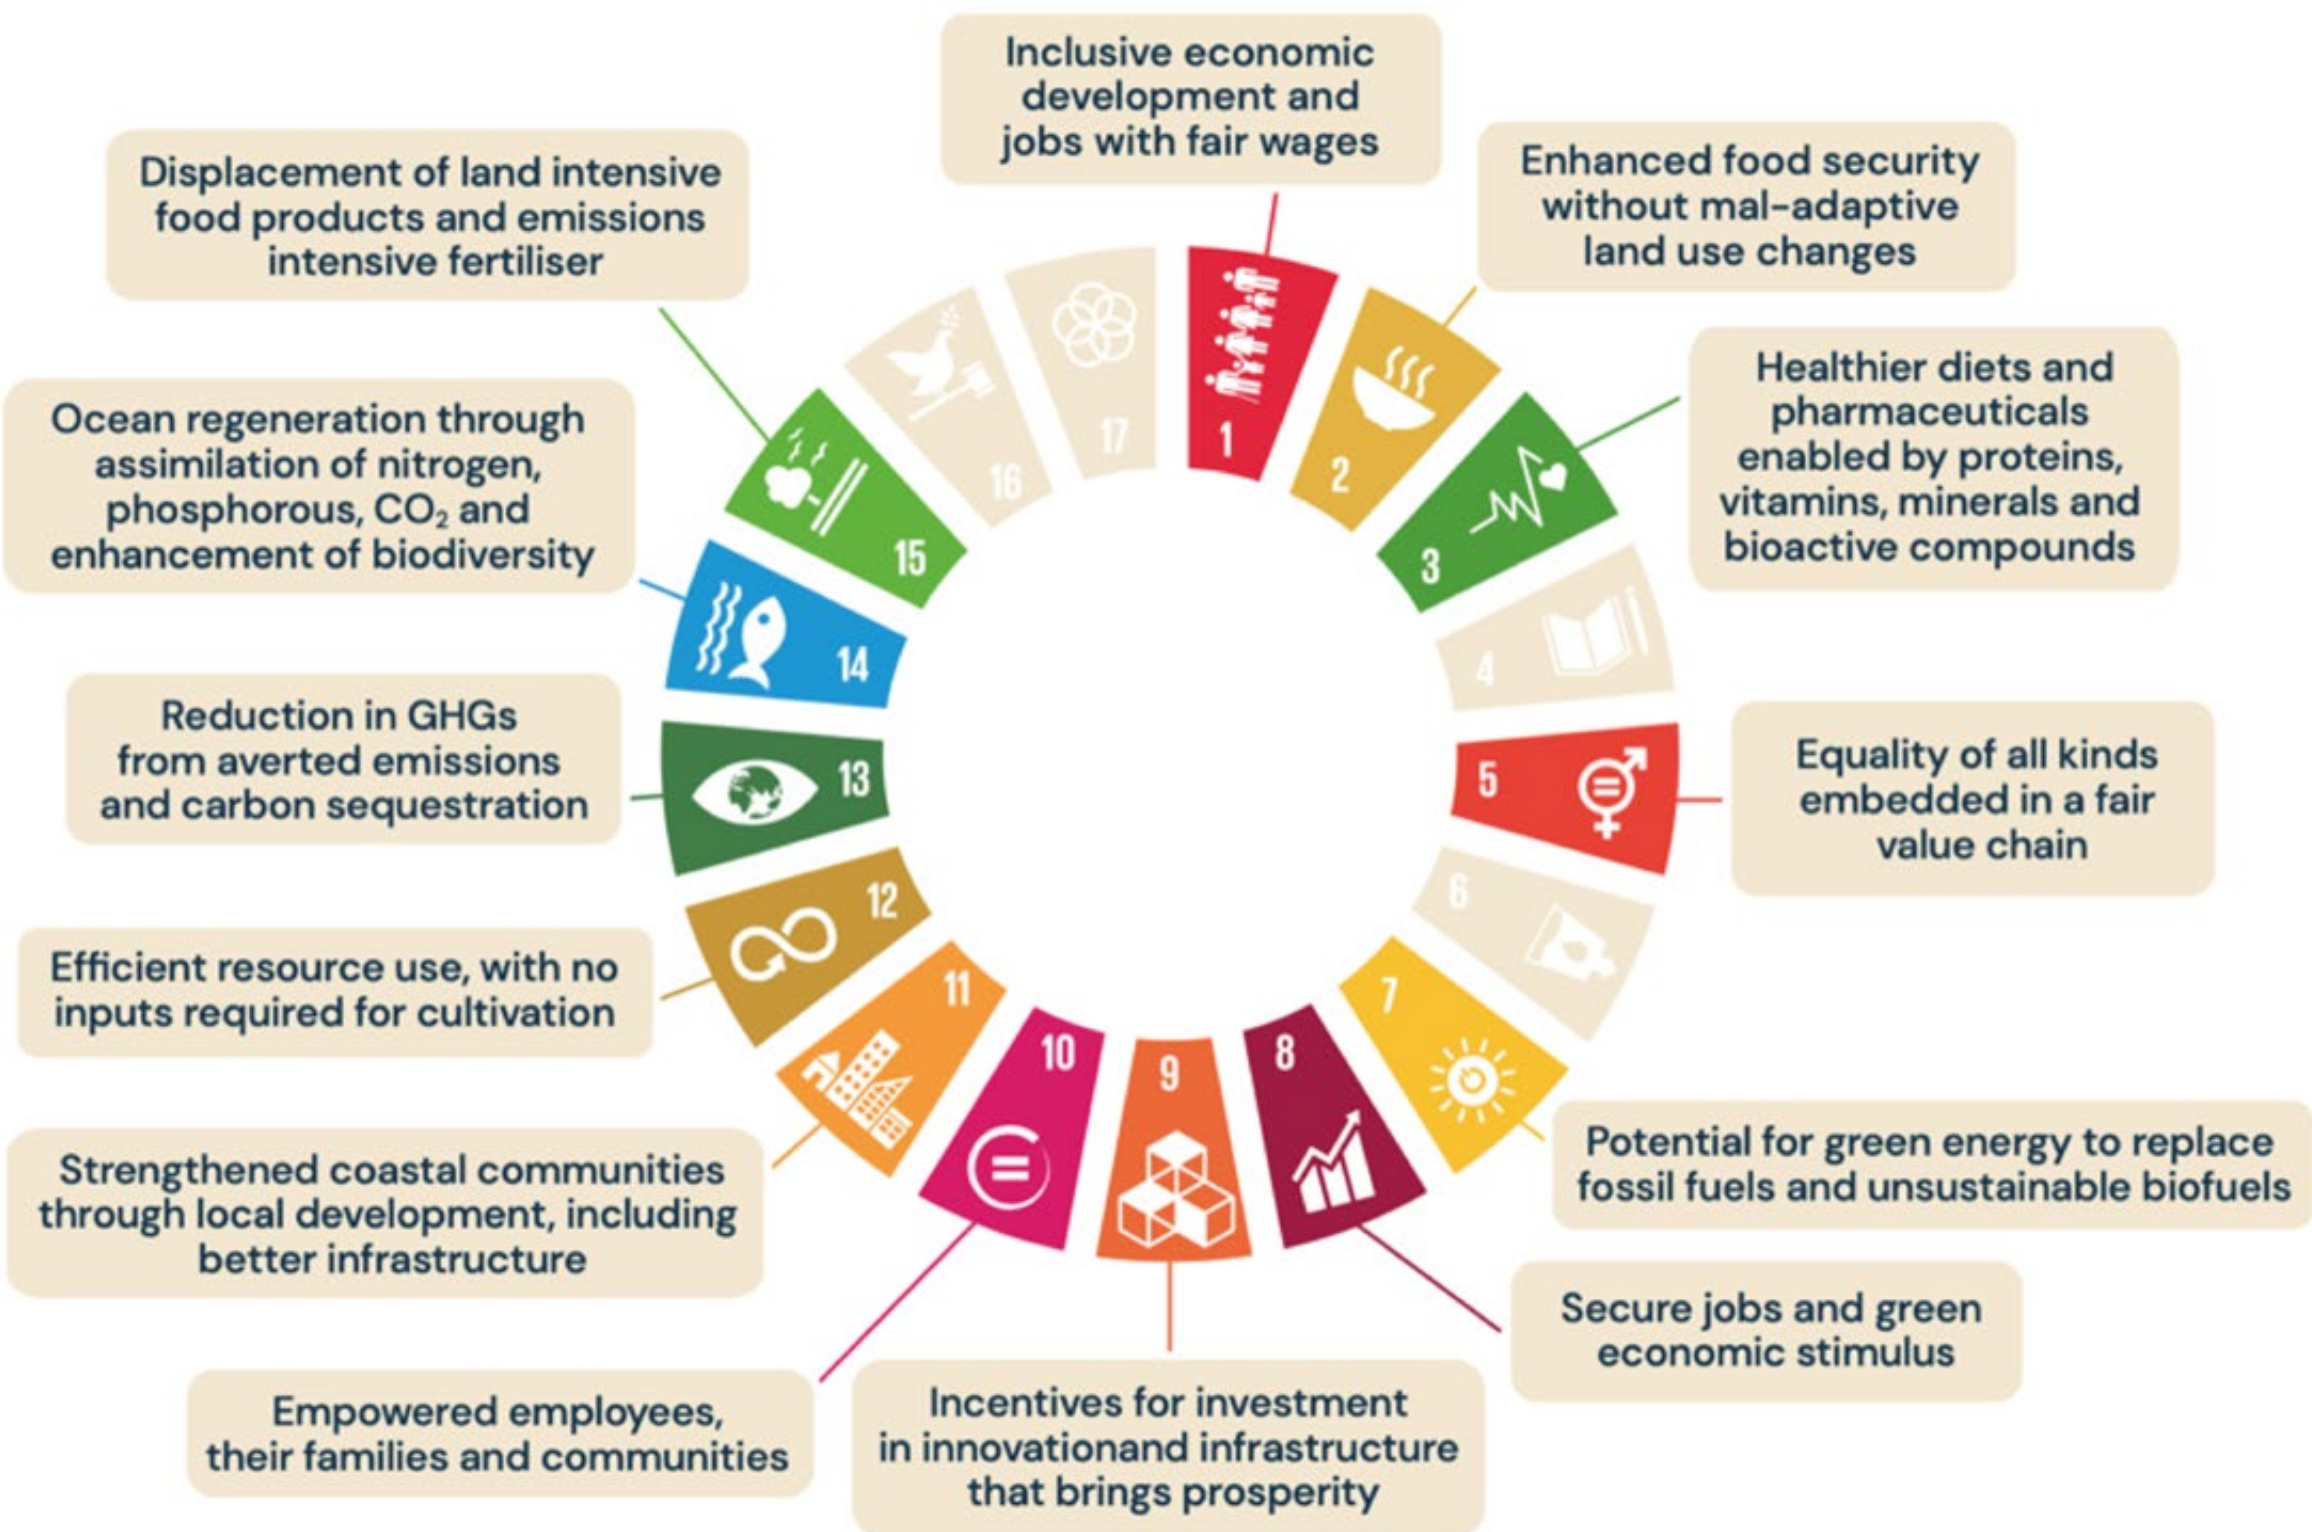 Inclusive economic
development and
jobs with fair wages
Enhanced food security
without mal-adaptive
land use changes
Healthier diets and
pharmaceuticals
enabled by proteins,
vitamins, minerals and
bioactive compounds
Equality of all kinds
embedded in a fair
value chain
Potential for green energy to replace
fossil fuels and unsustainable biofuels
Secure jobs and green
economic stimulus
Incentives for investment
in innovationand infrastructure
that brings prosperity
Empowered employees,
their families and communities
Strengthened coastal communities
through local development, including
better infrastructure
Efficient resource use, with no
inputs required for cultivation
Reduction in GHGs
from averted emissions
and carbon sequestration
Ocean regeneration through
assimilation of nitrogen,
phosphorous, CO₂ and
enhancement of biodiversity
Displacement of land intensive
food products and emissions
intensive fertiliser
1
2
3
4
5
6
7
8
9
10
11
12
13
14
15
16
17